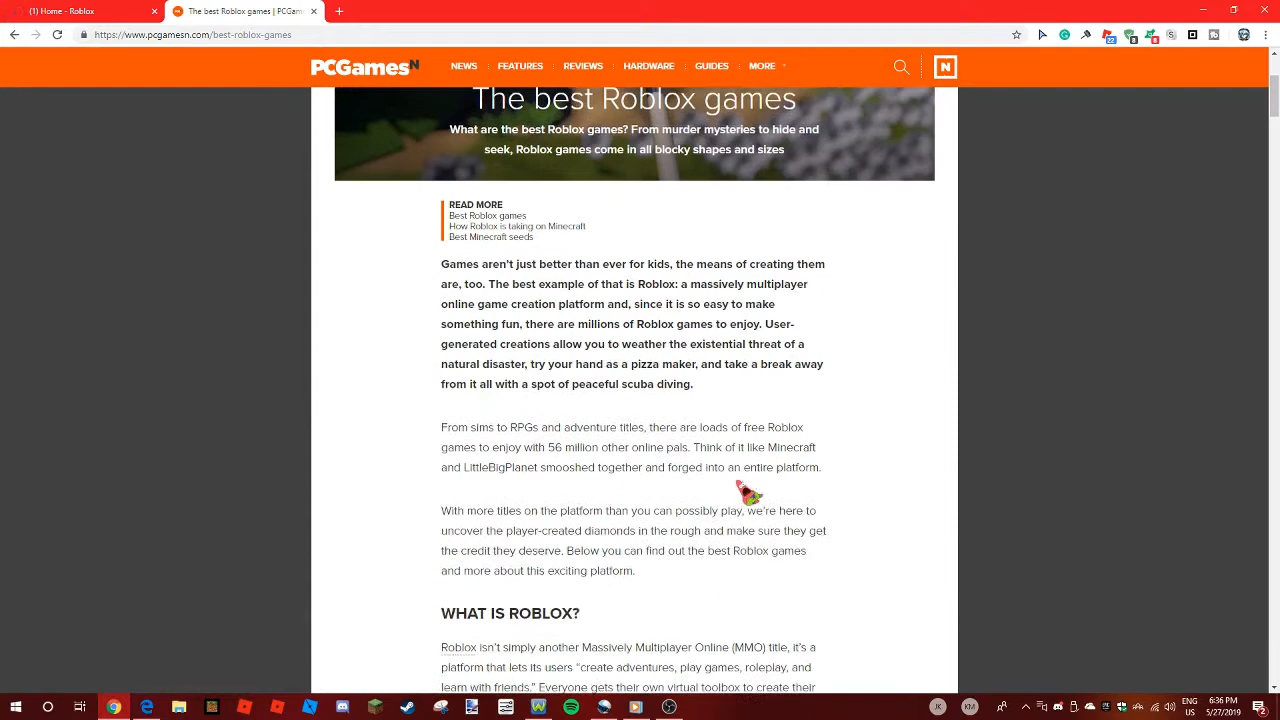 (1) Home - Roblox
The best Roblox games | PCGam
https://www.pcgamesn.com/best-roblox-games
22
8
8
PCGamesN
NEWS
FEATURES
REVIEWS
HARDWARE
GUIDES
MORE
N
The best Roblox games
What are the best Roblox games? From murder mysteries to hide and
seek, Roblox games come in all blocky shapes and sizes
READ MORE
Best Roblox games
How Roblox is taking on Minecraft
Best Minecraft seeds
Games aren't just better than ever for kids, the means of creating them
are, too. The best example of that is Roblox: a massively multiplayer
online game creation platform and, since it is so easy to make
something fun, there are millions of Roblox games to enjoy. User-
generated creations allow you to weather the existential threat of a
natural disaster, try your hand as a pizza maker, and take a break away
from it all with a spot of peaceful scuba diving.
From sims to RPGs and adventure titles, there are loads of free Roblox
games to enjoy with 56 million other online pals. Think of it like Minecraft
and LittleBigPlanet smooshed together and forged into an entire platform.
With more titles on the platform than you can possibly play, we're here to
uncover the player-created diamonds in the rough and make sure they get
the credit they deserve. Below you can find out the best Roblox games
and more about this exciting platform.
WHAT IS ROBLOX?
Roblox isn't simply another Massively Multiplayer Online (MMO) title, it's a
platform that lets its users "create adventures, play games, roleplay, and
learn with friends." Everyone gets their own virtual toolbox to create their
JK
KM
ENG
US
6:36 PM
5/27/2019
2